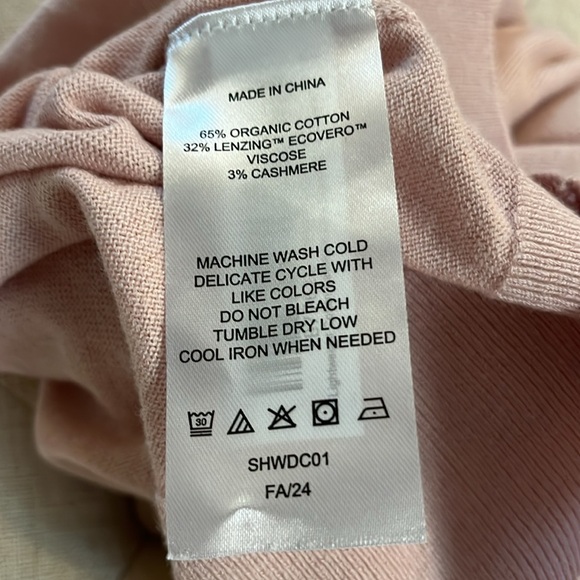 MADE IN CHINA
65% ORGANIC COTTON
32% LENZING™ ECOVERO™
VISCOSE
3% CASHMERE
MACHINE WASH COLD
DELICATE CYCLE WITH
LIKE COLORS
DO NOT BLEACH
TUMBLE DRY LOW
COOL IRON WHEN NEEDED
30
SHWDC01
FA/24